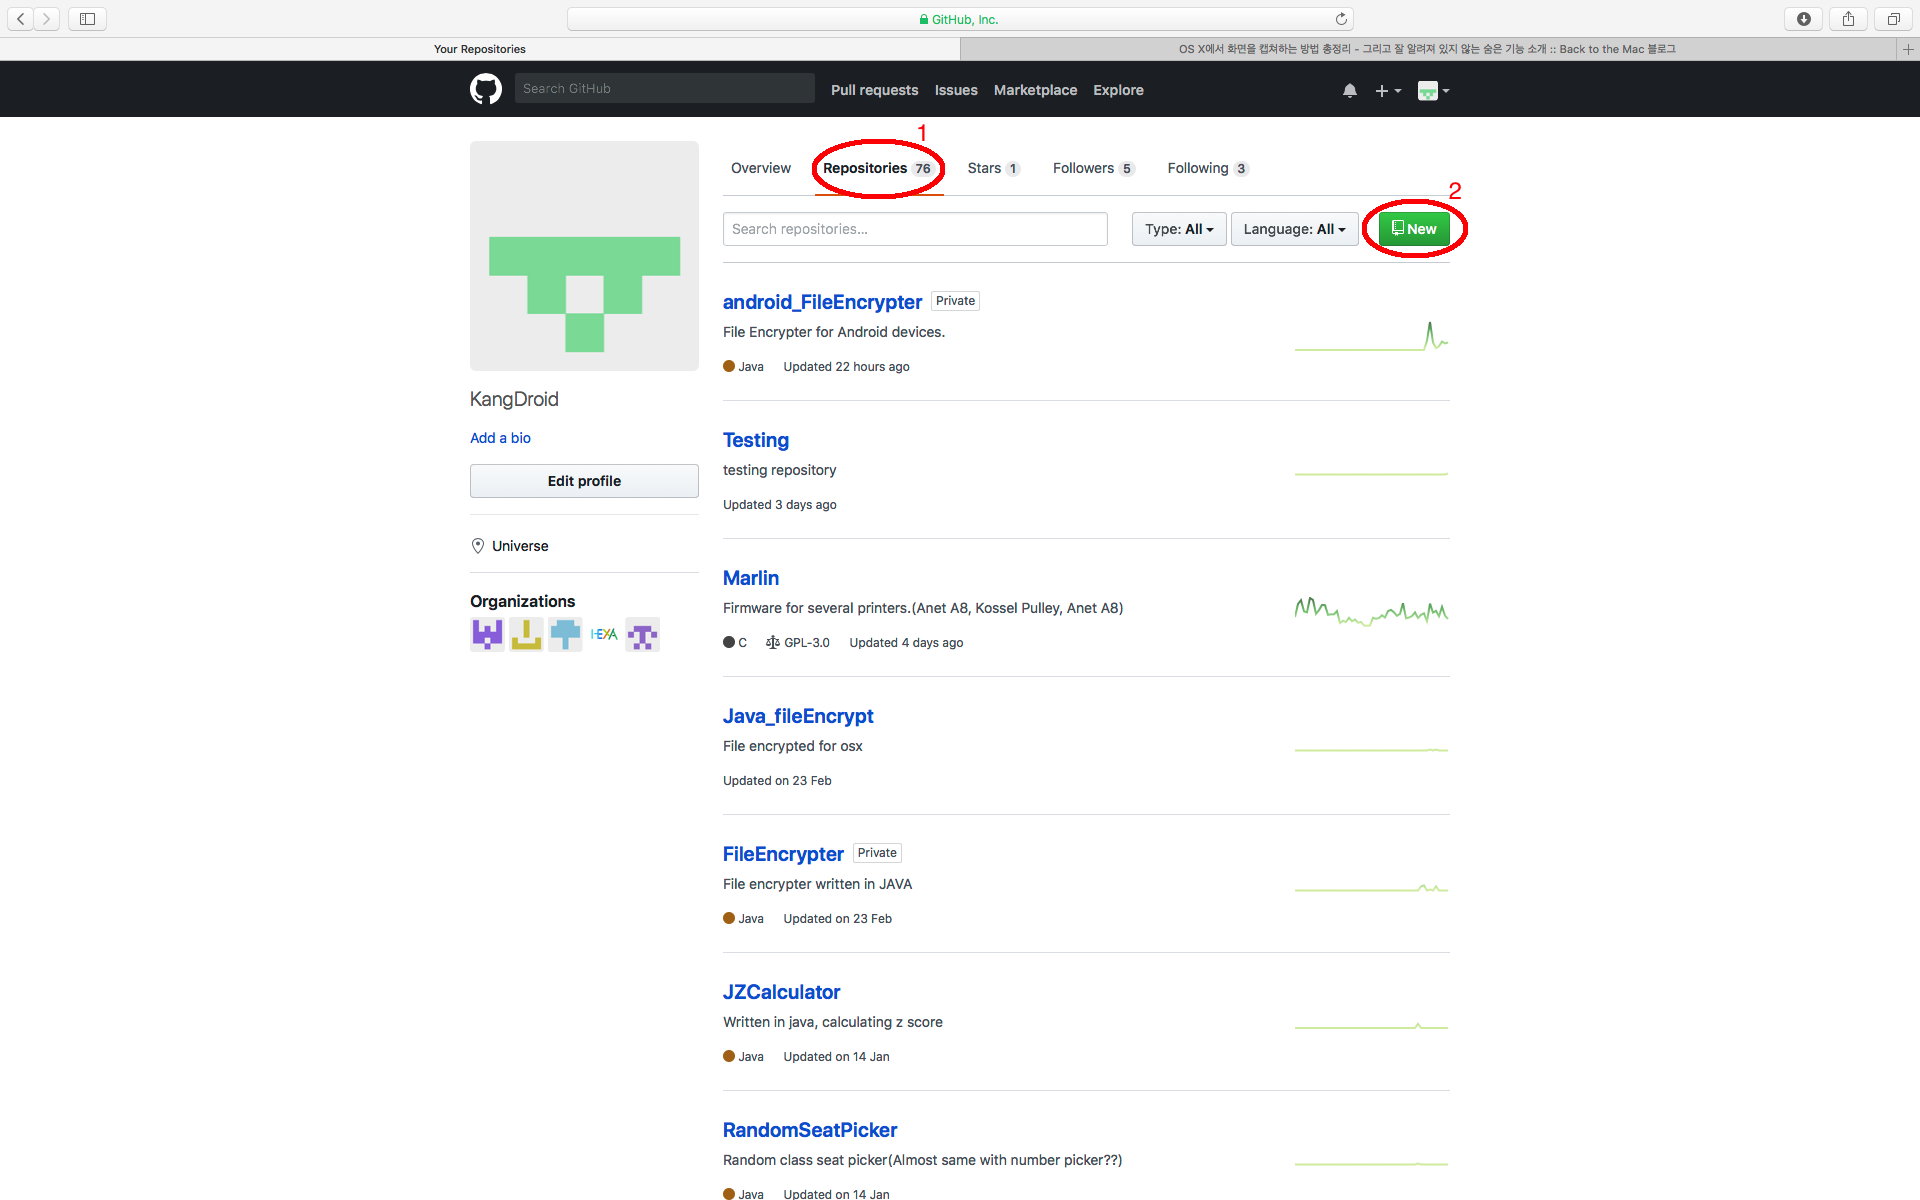 GitHub, Inc.
Your Repositories
OS X에서 화면을 캡쳐하는 방법 총정리 - 그리고 잘 알려져 있지 않는 숨은 기능 소개 :: Back to the Mac 블로그
Search GitHub
Pull requests Issues Marketplace Explore
1
Overview Repositories 76 Stars 1 Followers 5 Following 3
2
Search repositories...
Type: All
Language: All
New
android_FileEncrypter Private
File Encrypter for Android devices.
Java Updated 22 hours ago
KangDroid
Add a bio
Edit profile
Universe
Organizations
HEXA
Testing
testing repository
Updated 3 days ago
Marlin
Firmware for several printers.(Anet A8, Kossel Pulley, Anet A8)
C GPL-3.0 Updated 4 days ago
Java_fileEncrypt
File encrypted for osx
Updated on 23 Feb
FileEncrypter Private
File encrypter written in JAVA
Java Updated on 23 Feb
JZCalculator
Written in java, calculating z score
Java Updated on 14 Jan
RandomSeatPicker
Random class seat picker(Almost same with number picker??)
Java Updated on 14 Jan